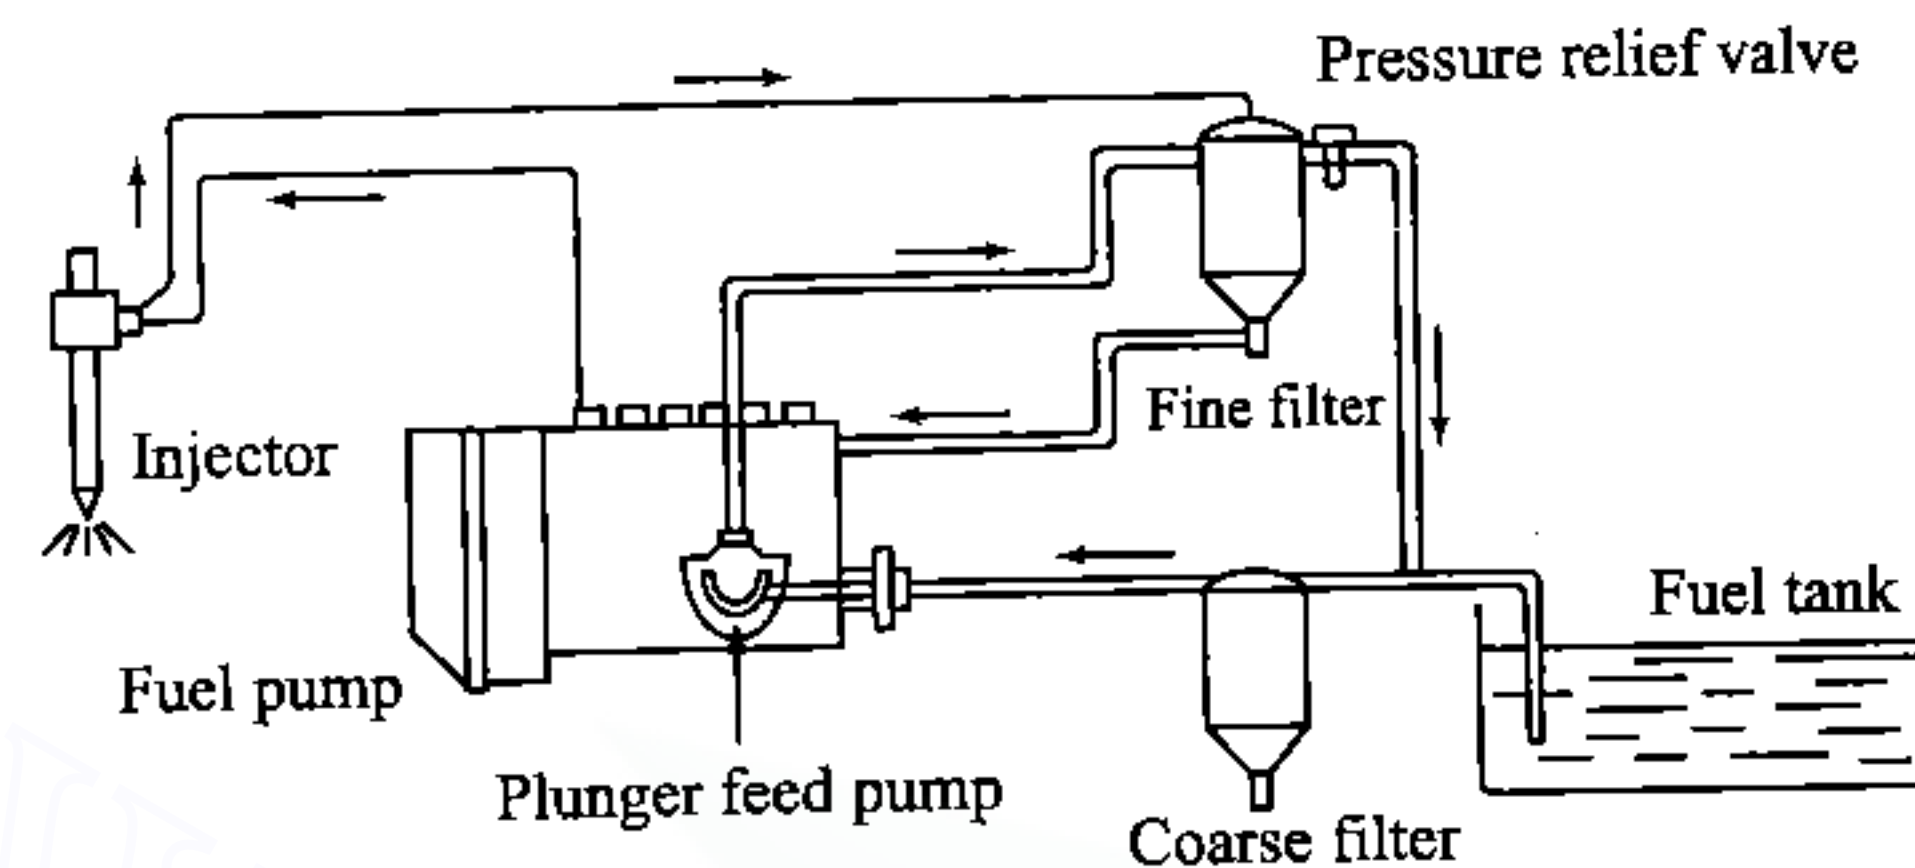 Pressure relief valve
Fine filter
Injector
Fuel tank
Fuel pump
Plunger feed pump
Coarse filter